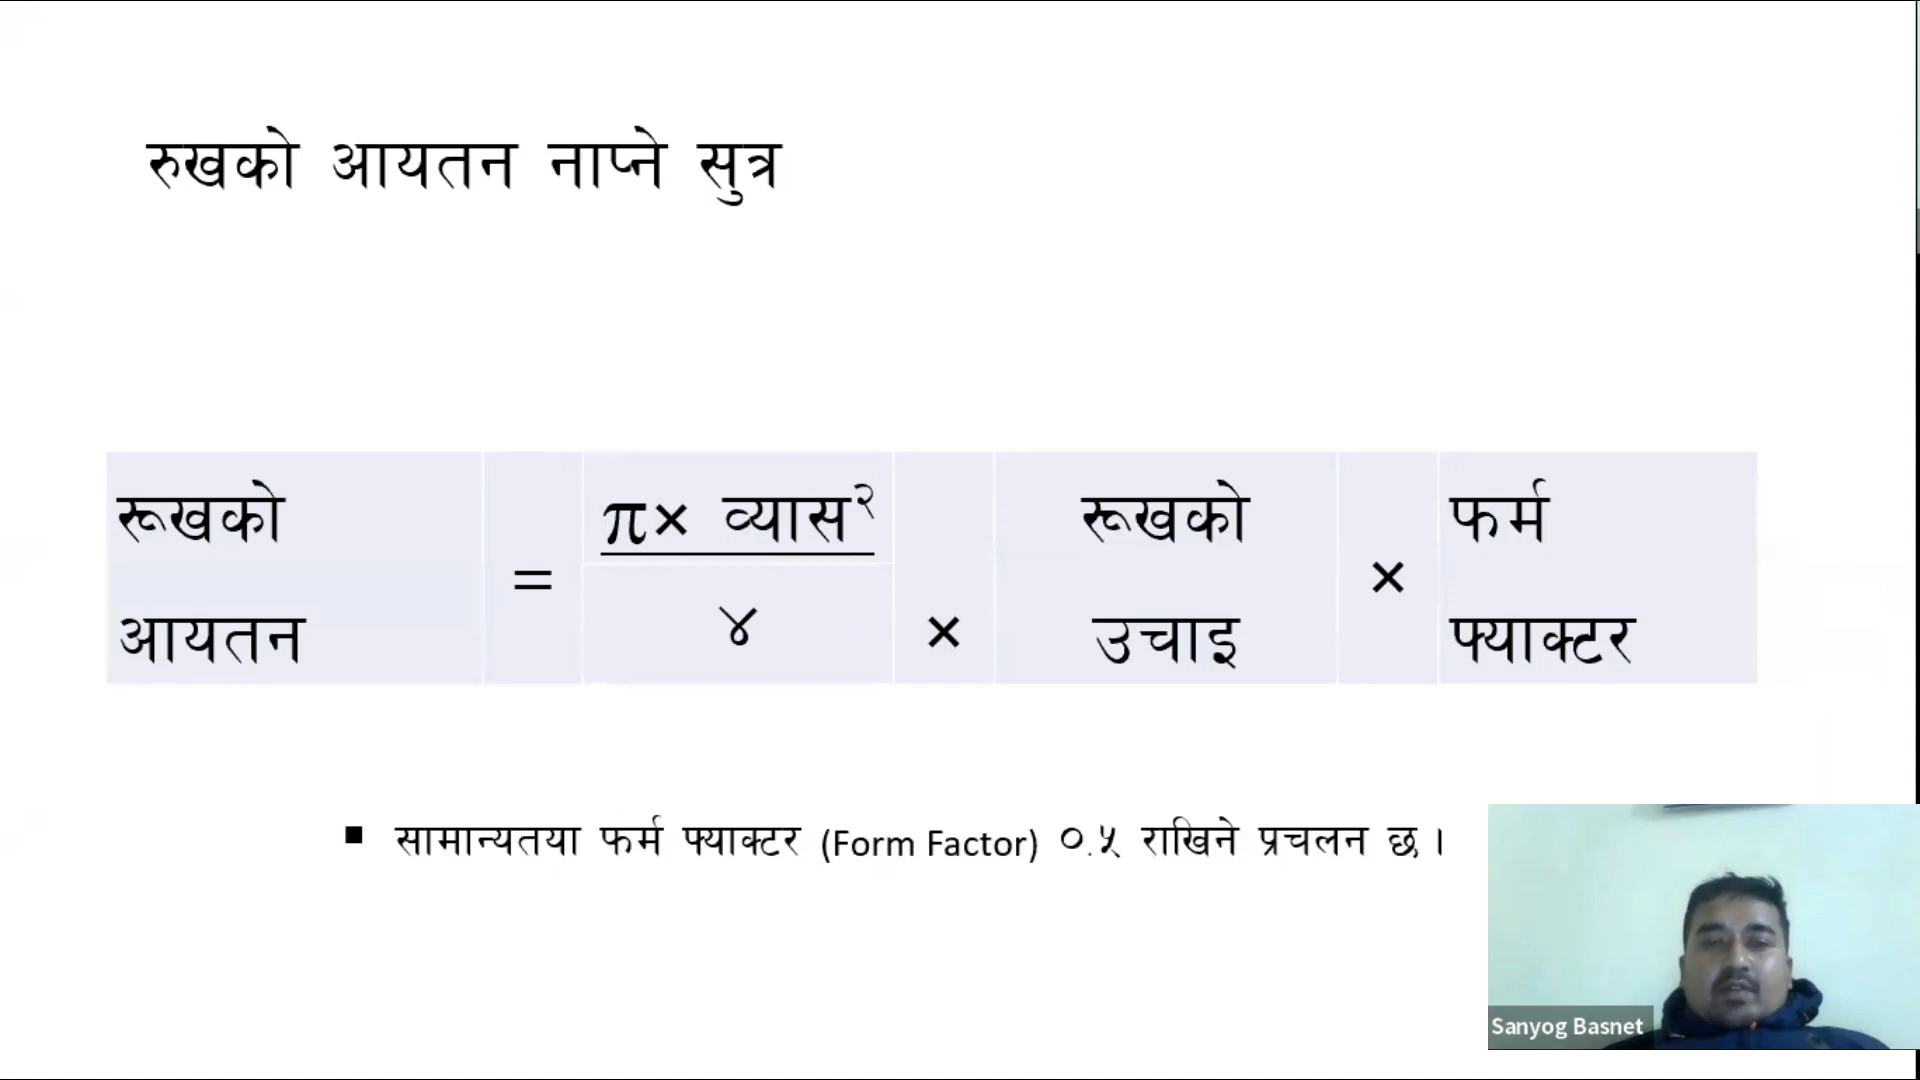 रुखको आयतन नाप्ने सुत्र
रूखको आयतन = π× व्यास² / ४ × रूखको उचाइ × फर्म फ्याक्टर
▪ सामान्यतया फर्म फ्याक्टर (Form Factor) ०.५ राखिने प्रचलन छ ।
Sanyog Basnet